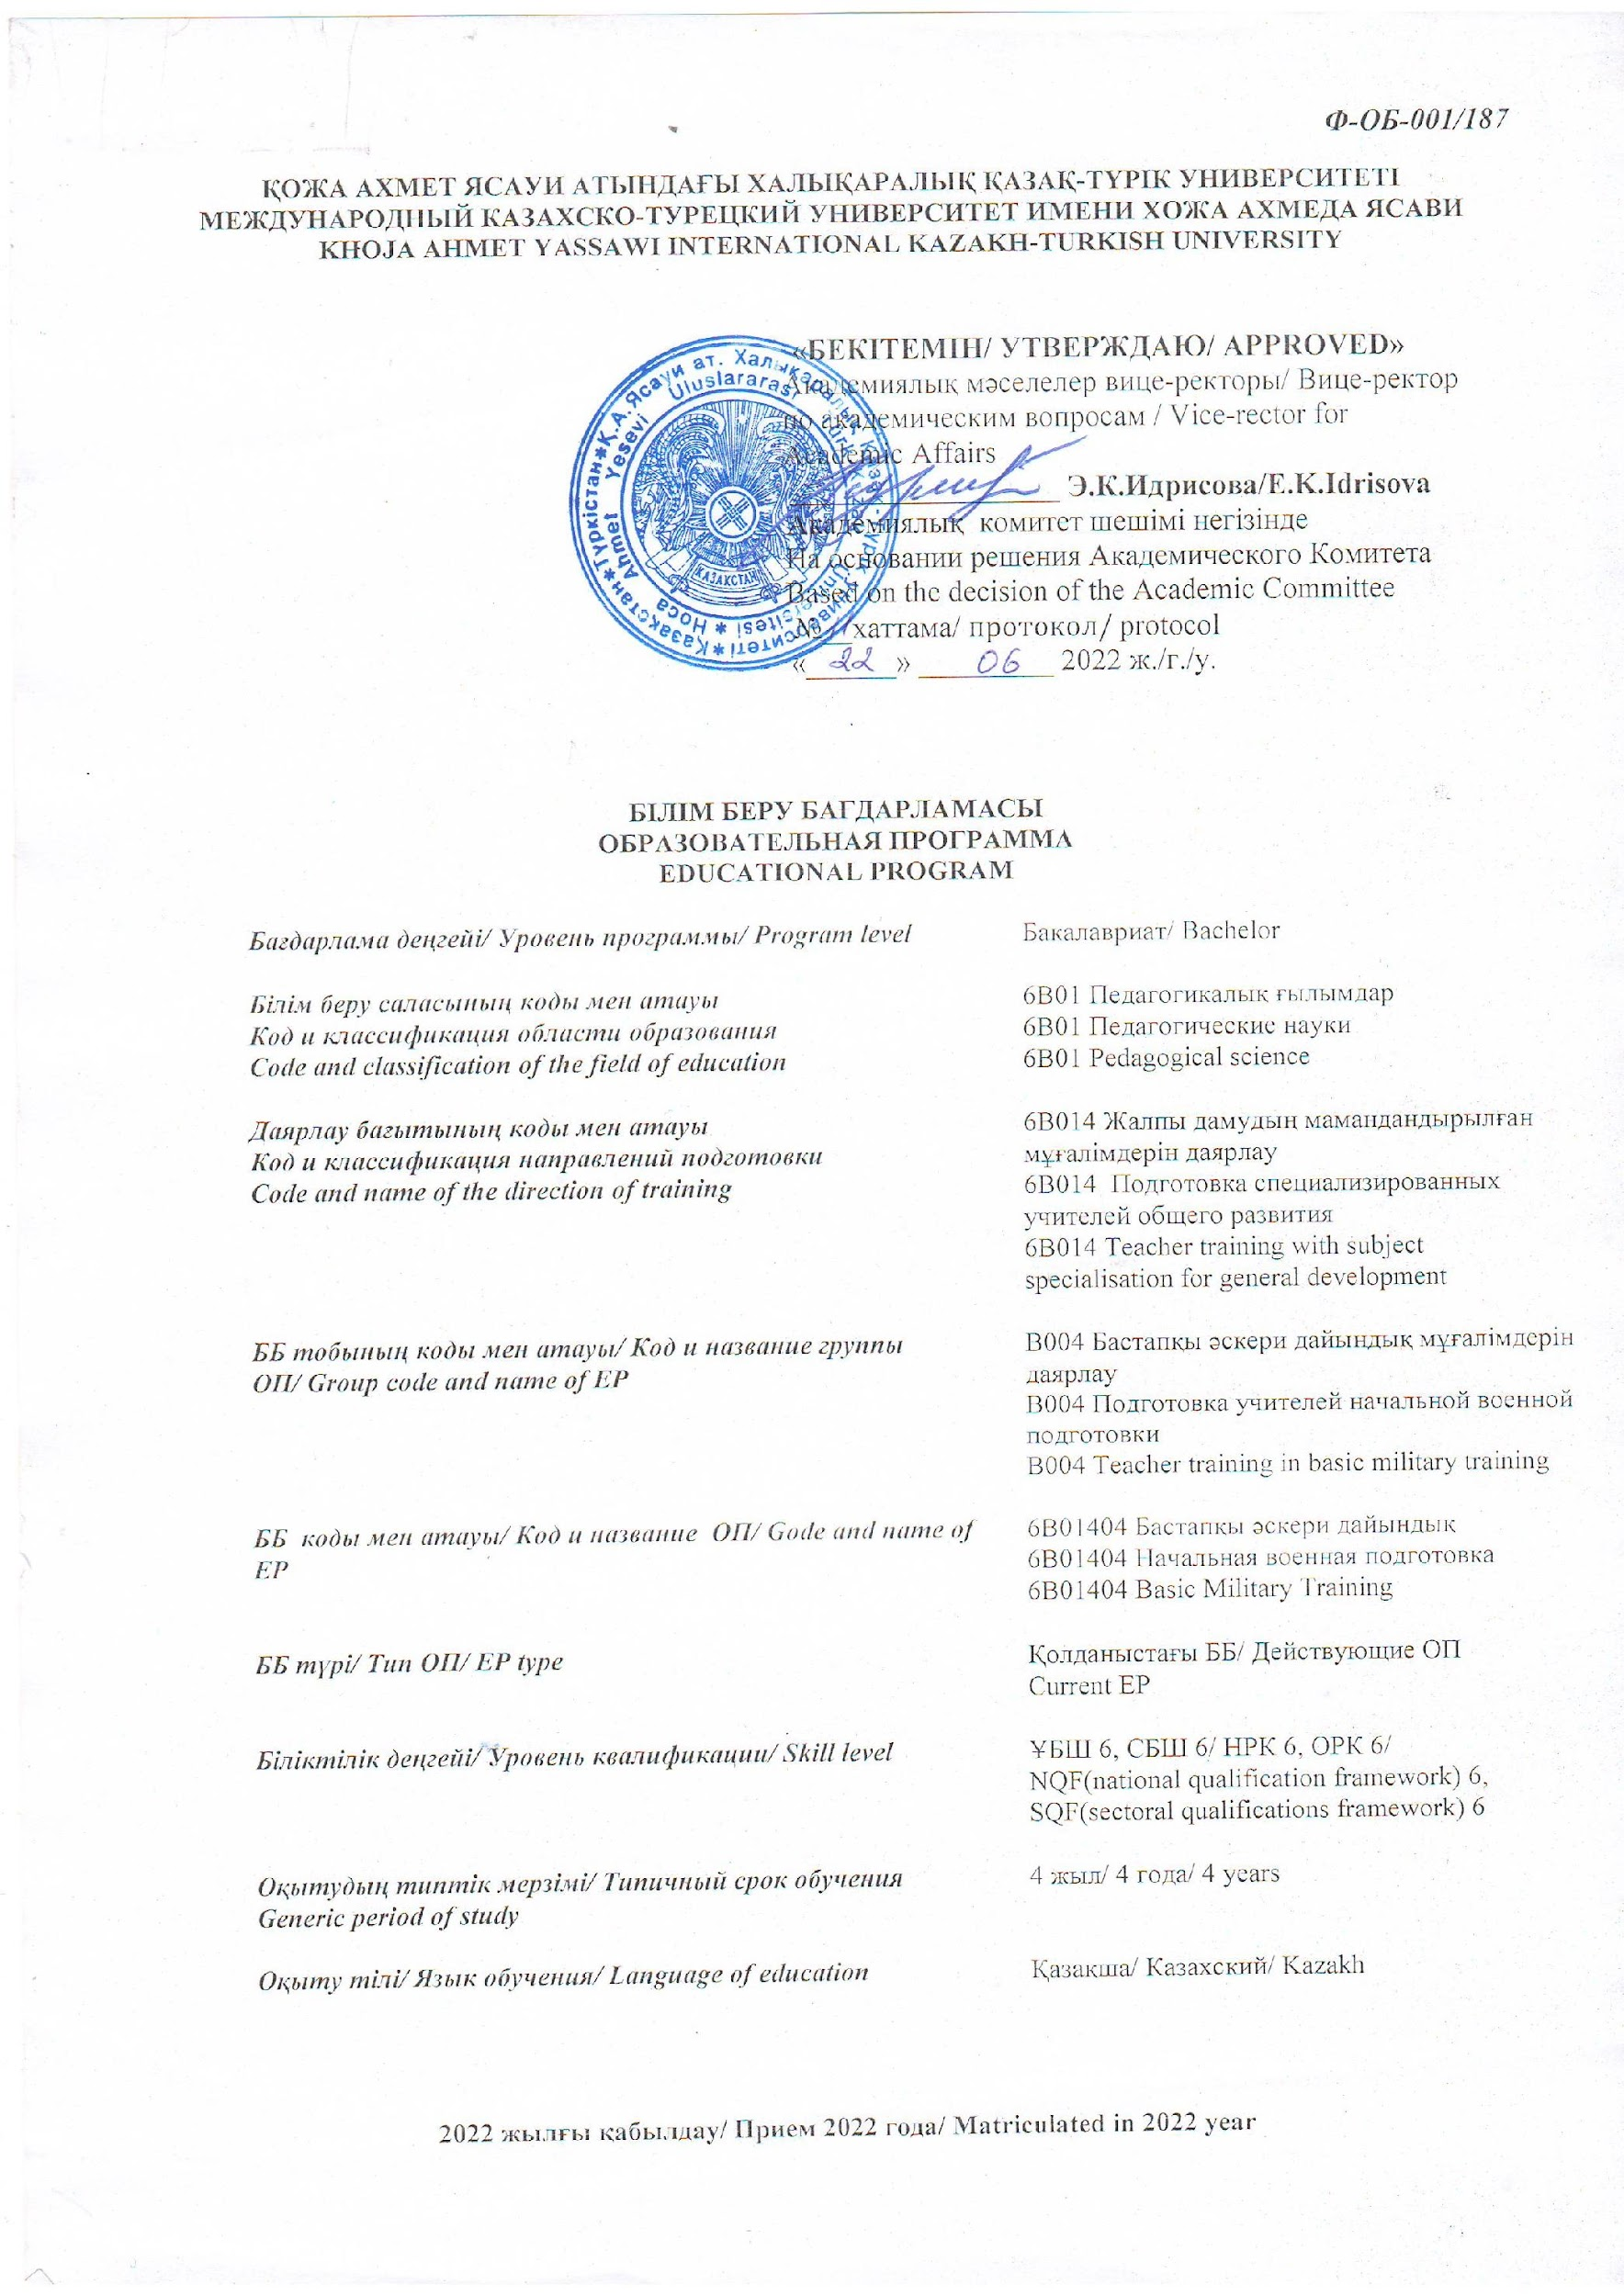 Ф-ОБ-001/187
ҚОЖА АХМЕТ ЯСАУИ АТЫНДАҒЫ ХАЛЫҚАРАЛЫҚ ҚАЗАҚ-ТҮРІК УНИВЕРСИТЕТІ
МЕЖДУНАРОДНЫЙ КАЗАХСКО-ТУРЕЦКИЙ УНИВЕРСИТЕТ ИМЕНИ ХОЖА АХМЕДА ЯСАВИ
KHOJA AHMET YASSAWI INTERNATIONAL KAZAKH-TURKISH UNIVERSITY
«БЕКІТЕМІН/ УТВЕРЖДАЮ/ APPROVED»
Академиялық мәселелер вице-ректоры/ Вице-ректор
по академическим вопросам / Vice-rector for
Academic Affairs
Э.К.Идрисова/E.K.Idrisova
Академиялық комитет шешімі негізінде
На основании решения Академического Комитета
Based on the decision of the Academic Committee
№ хаттама/ протокол/ protocol
« 22 » 06 2022 ж./г./y.
ҚАЗАҚСТАН
БІЛІМ БЕРУ БАҒДАРЛАМАСЫ
ОБРАЗОВАТЕЛЬНАЯ ПРОГРАММА
EDUCATIONAL PROGRAM
Бағдарлама деңгейі/ Уровень программы/ Program level
Бакалавриат/ Bachelor
Білім беру саласының коды мен атауы
Код и классификация области образования
Code and classification of the field of education
6В01 Педагогикалық ғылымдар
6В01 Педагогические науки
6В01 Pedagogical science
Даярлау бағытының коды мен атауы
Код и классификация направлений подготовки
Code and name of the direction of training
6В014 Жалпы дамудың мамандандырылған
мұғалімдерін даярлау
6В014 Подготовка специализированных
учителей общего развития
6В014 Teacher training with subject
specialisation for general development
ББ тобының коды мен атауы/ Код и название группы
ОП/ Group code and name of EP
В004 Бастапқы әскери дайындық мұғалімдерін
даярлау
В004 Подготовка учителей начальной военной
подготовки
В004 Teacher training in basic military training
ББ коды мен атауы/ Код и название ОП/ Gode and name of
EP
6В01404 Бастапқы әскери дайындық
6В01404 Начальная военная подготовка
6В01404 Basic Military Training
ББ түрі/ Тип ОП/ EP type
Қолданыстағы ББ/ Действующие ОП
Current EP
Біліктілік деңгейі/ Уровень квалификации/ Skill level
ҰБШ 6, СБШ 6/ НРК 6, ОРК 6/
NQF(national qualification framework) 6,
SQF(sectoral qualifications framework) 6
Оқытудың типтік мерзімі/ Типичный срок обучения
Generic period of study
4 жыл/ 4 года/ 4 years
Оқыту тілі/ Язык обучения/ Language of education
Қазақша/ Казахский/ Kazakh
2022 жылғы қабылдау/ Прием 2022 года/ Matriculated in 2022 year